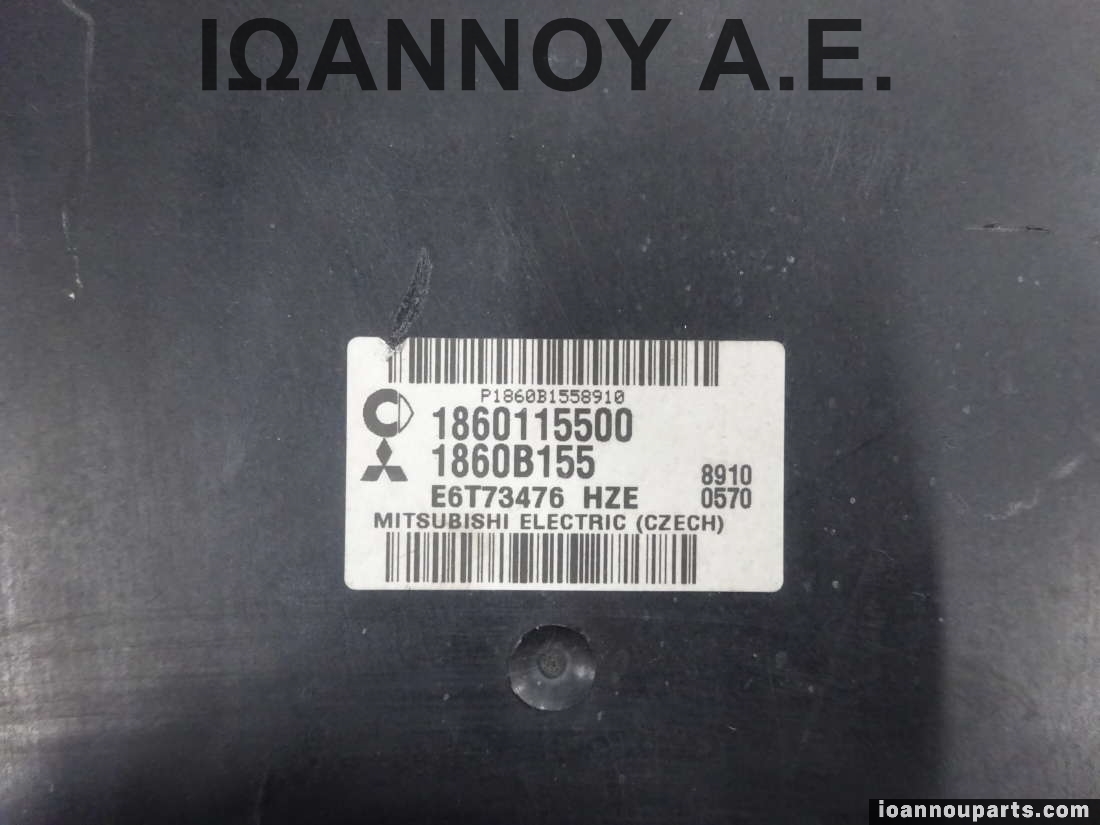 ΙΩΑΝΝΟΥ Α.Ε.
P1860B1558910
1860115500
1860B155
8910
E6T73476 HZE
0570
MITSUBISHI ELECTRIC (CZECH)
ioannouparts.com